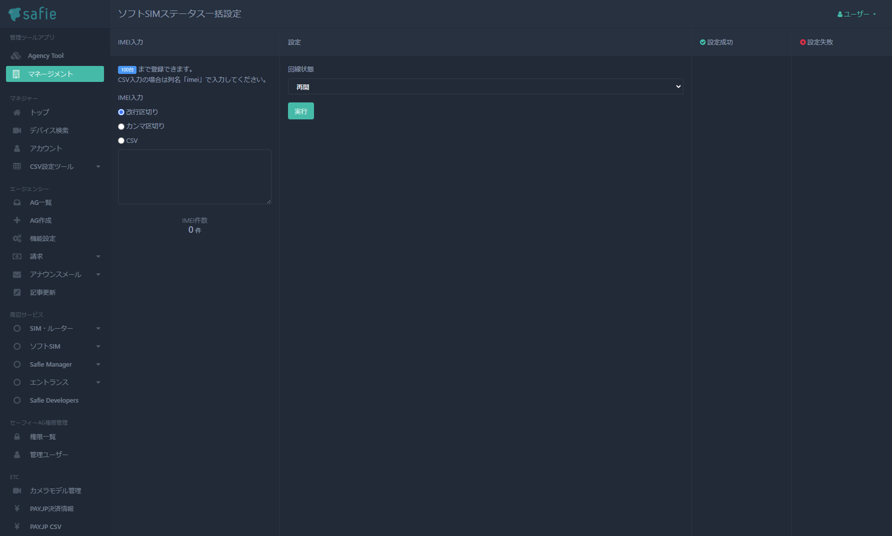 safie
ソフトSIMステータス一括設定
ユーザー
管理ツールアプリ
Agency Tool
マネージメント
マネジャー
トップ
デバイス検索
アカウント
CSV設定ツール
エージェンシー
AG一覧
AG作成
機能設定
請求
アナウンスメール
記事更新
周辺サービス
SIM・ルーター
ソフトSIM
Safie Manager
エントランス
Safie Developers
セーフィーAG権限管理
権限一覧
管理ユーザー
ETC
カメラモデル管理
PAY.JP決済情報
PAY.JP CSV
IMEI入力
100台 まで登録できます。
CSV入力の場合は列名「imei」で入力してください。
IMEI入力
改行区切り
カンマ区切り
CSV
IMEI件数
0 件
設定
回線状態
再開
実行
設定成功
設定失敗